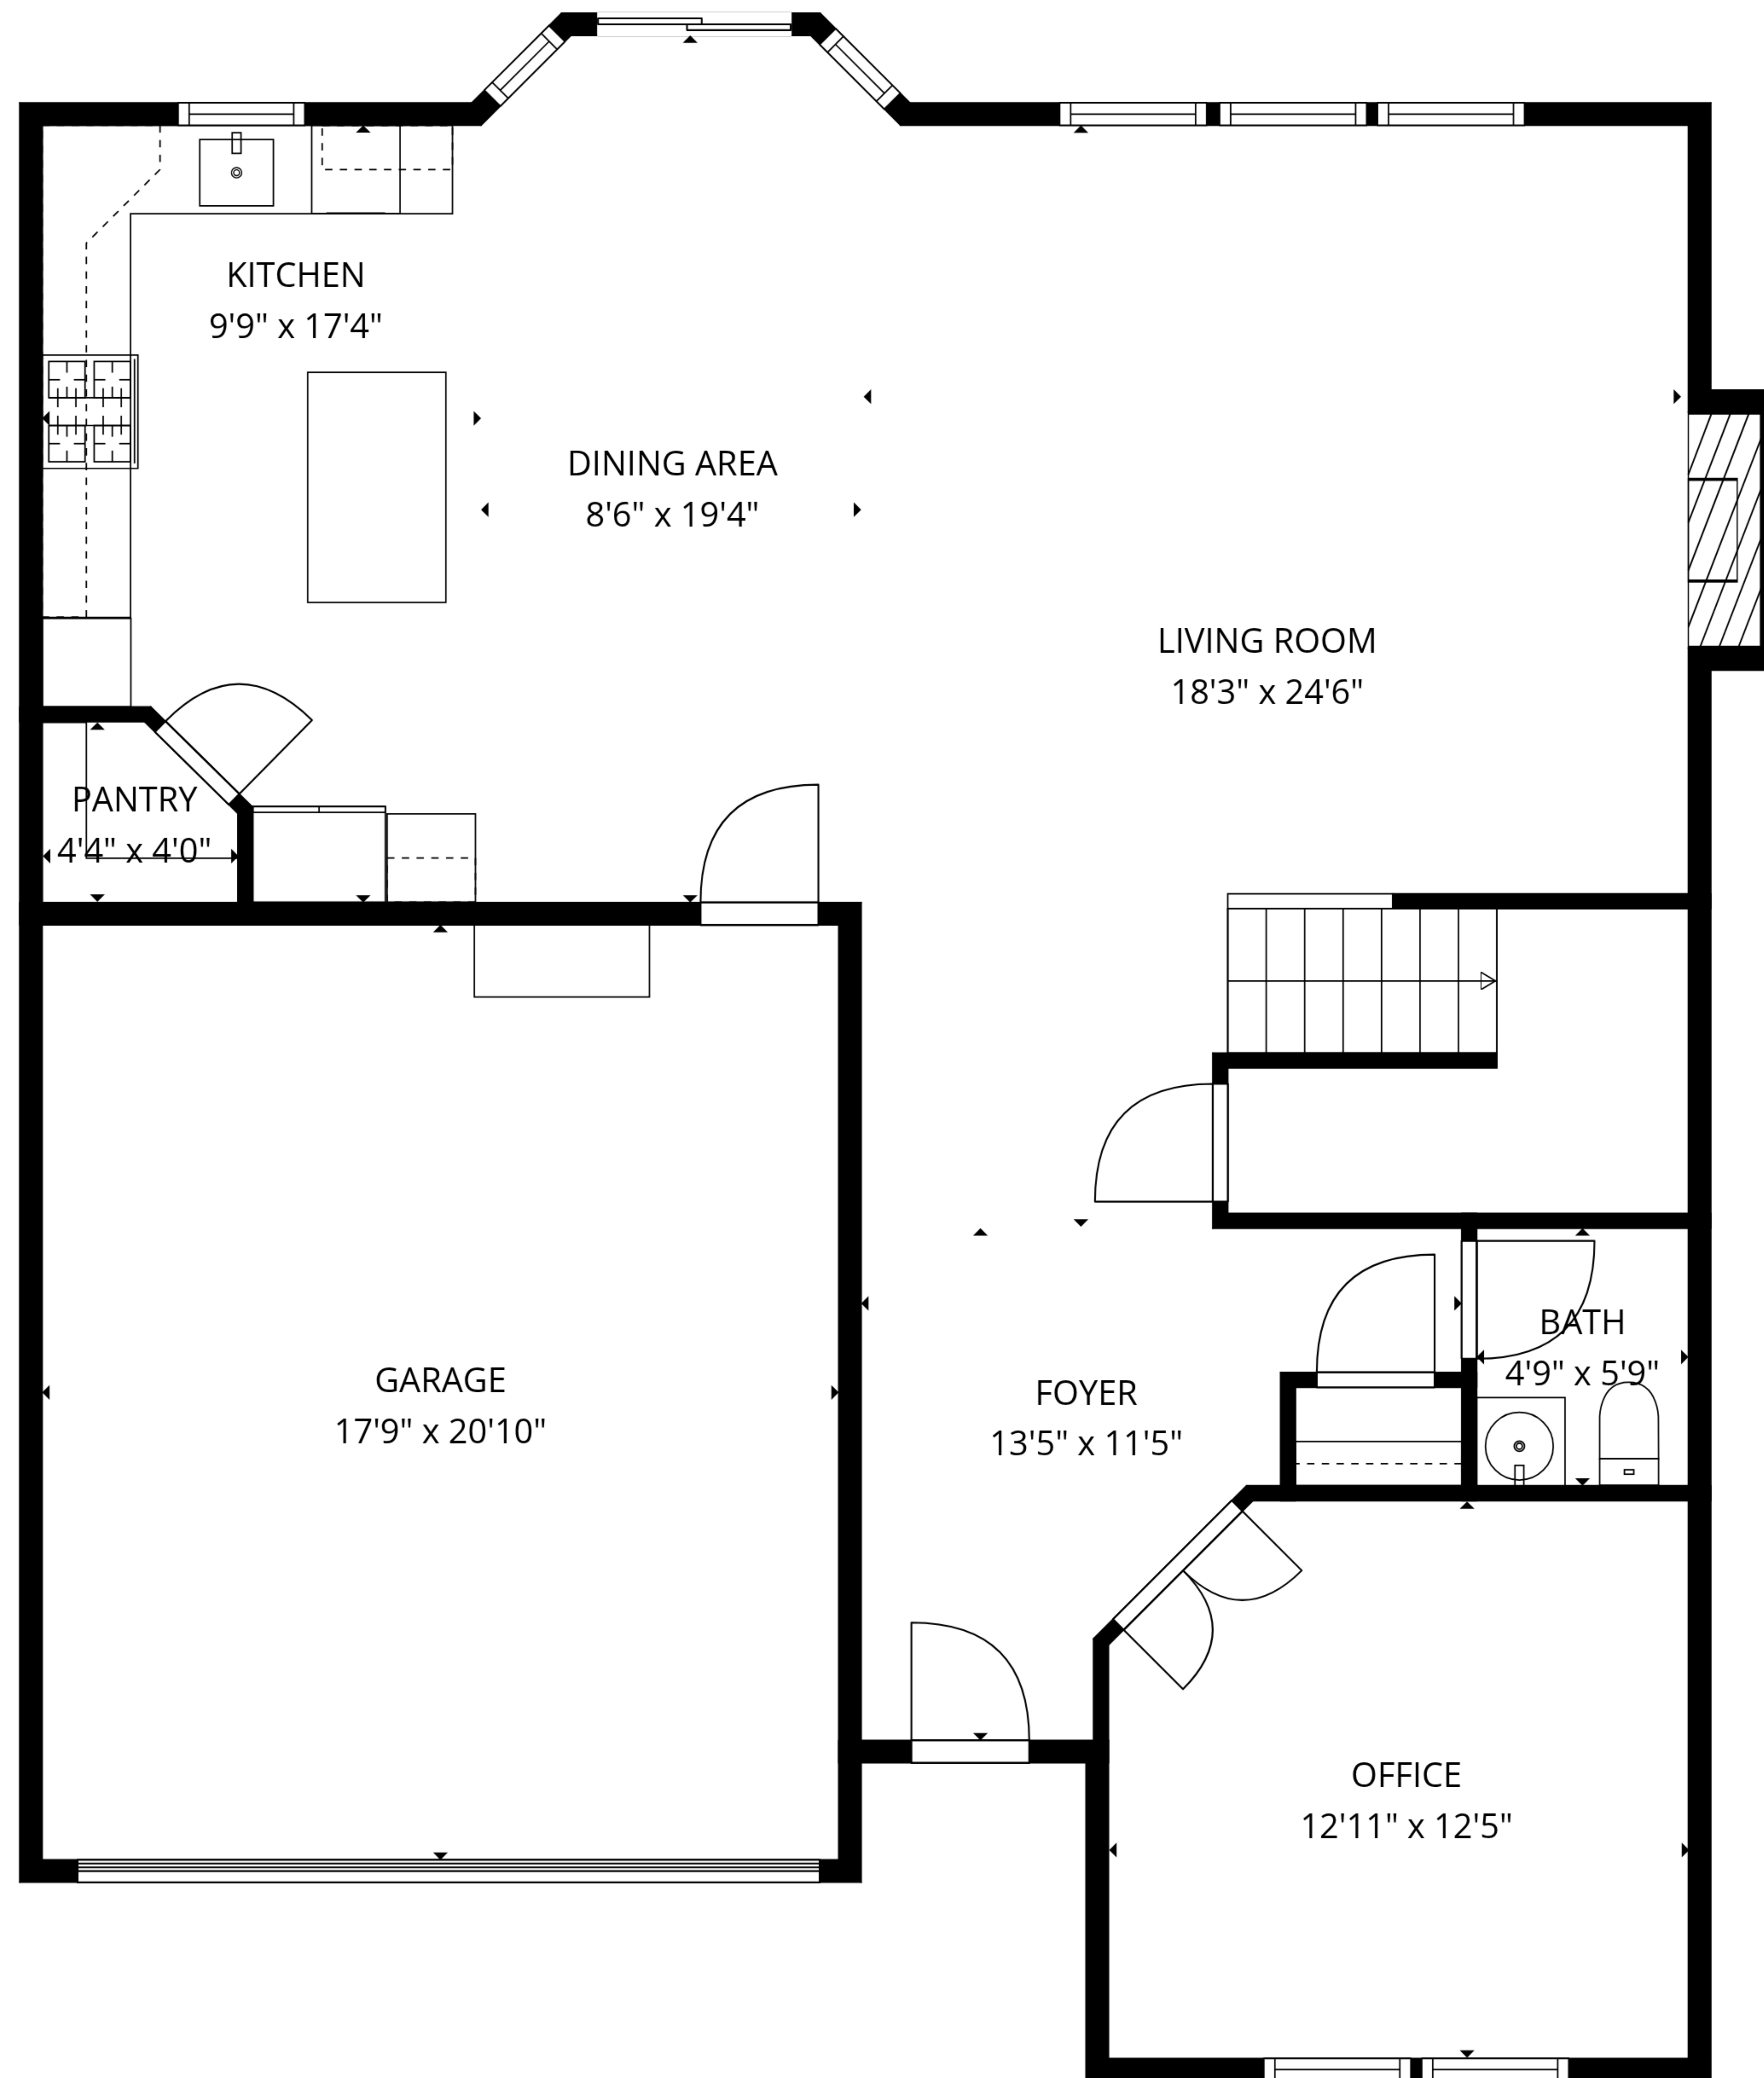 KITCHEN
9'9" x 17'4"
DINING AREA
8'6" x 19'4"
LIVING ROOM
18'3" x 24'6"
PANTRY
4'4" x 4'0"
BATH
4'9" x 5'9"
GARAGE
17'9" x 20'10"
FOYER
13'5" x 11'5"
OFFICE
12'11" x 12'5"